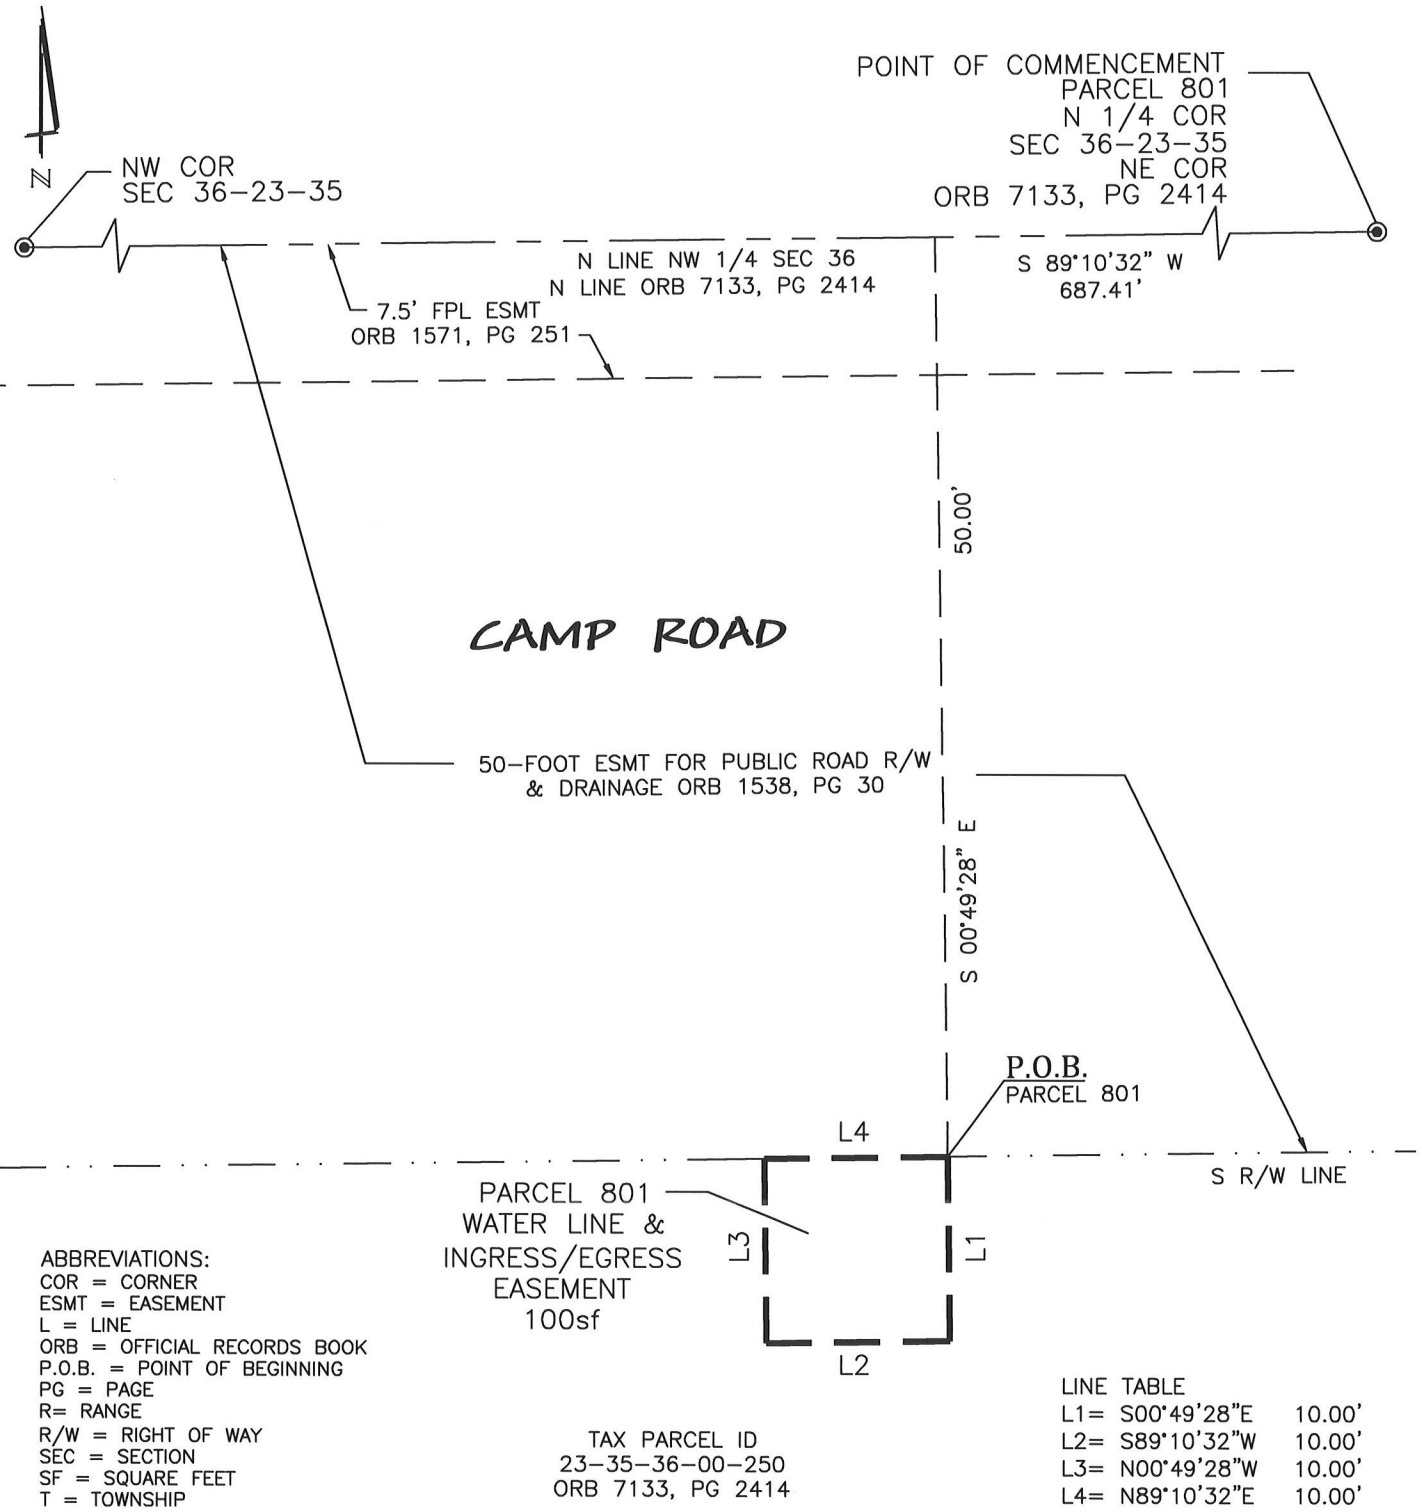 POINT OF COMMENCEMENT
PARCEL 801
N 1/4 COR
SEC 36-23-35
NE COR
ORB 7133, PG 2414
N
NW COR
SEC 36-23-35
N LINE NW 1/4 SEC 36
N LINE ORB 7133, PG 2414
S 89°10'32" W
687.41'
7.5' FPL ESMT
ORB 1571, PG 251
50.00'
CAMP ROAD
50-FOOT ESMT FOR PUBLIC ROAD R/W
& DRAINAGE ORB 1538, PG 30
S 00°49'28" E
P.O.B.
PARCEL 801
L4
S R/W LINE
PARCEL 801
WATER LINE &
INGRESS/EGRESS
EASEMENT
100sf
L3
L1
L2
ABBREVIATIONS:
COR = CORNER
ESMT = EASEMENT
L = LINE
ORB = OFFICIAL RECORDS BOOK
P.O.B. = POINT OF BEGINNING
PG = PAGE
R= RANGE
R/W = RIGHT OF WAY
SEC = SECTION
SF = SQUARE FEET
T = TOWNSHIP
TAX PARCEL ID
23-35-36-00-250
ORB 7133, PG 2414
LINE TABLE
L1= S00°49'28"E 10.00'
L2= S89°10'32"W 10.00'
L3= N00°49'28"W 10.00'
L4= N89°10'32"E 10.00'